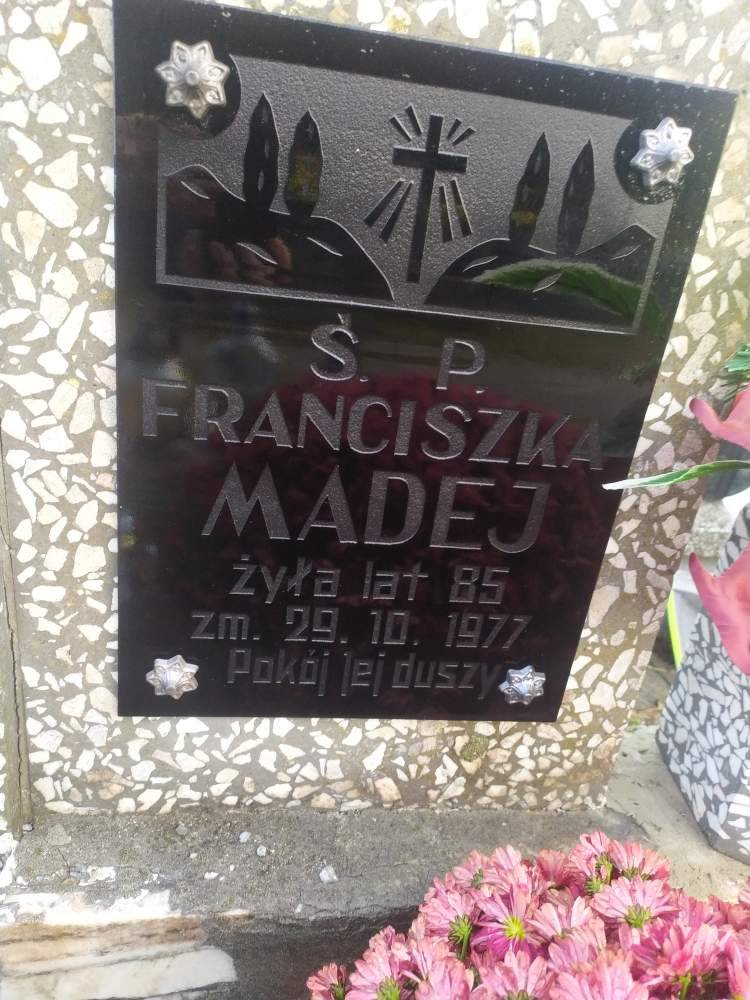 Ś. P.
FRANCISZKA
MADEJ
żyła lat 85
zm. 29. 10. 1977
Pokój jej duszy